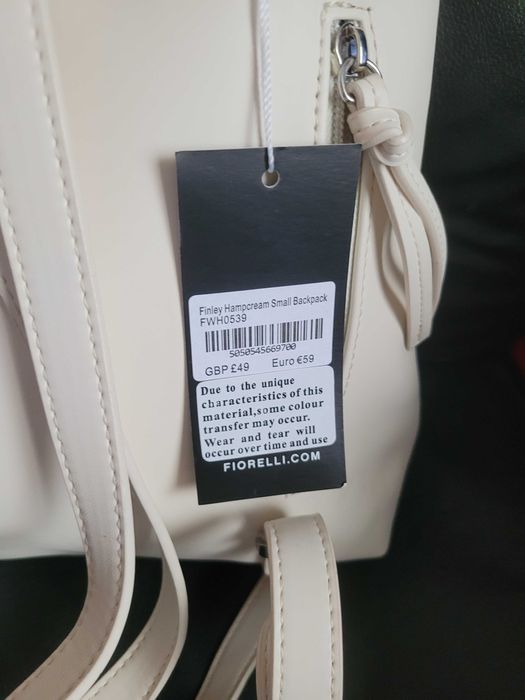 Finley Hampcream Small Backpack
FWH0539
5050545669700
GBP £49 Euro €59
Due to the unique
characteristics of this
material,some colour
transfer may occur.
Wear and tear will
occur over time and use
FIORELLI.COM